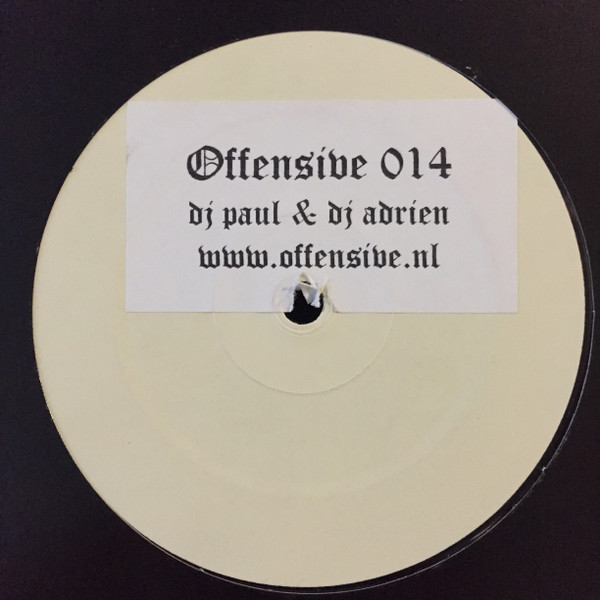 Offensive 014
dj paul & dj adrien
www.offensive.nl